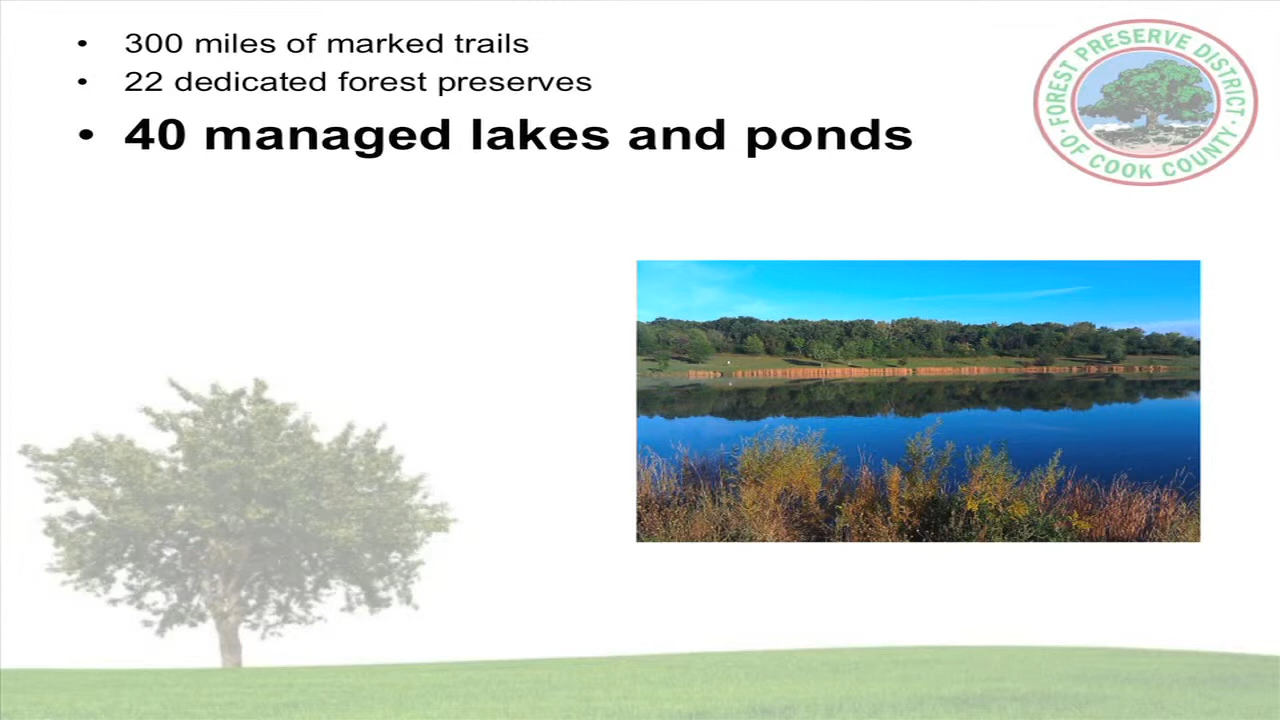 • 300 miles of marked trails
• 22 dedicated forest preserves
• 40 managed lakes and ponds
FOREST PRESERVE DISTRICT
· OF COOK COUNTY ·